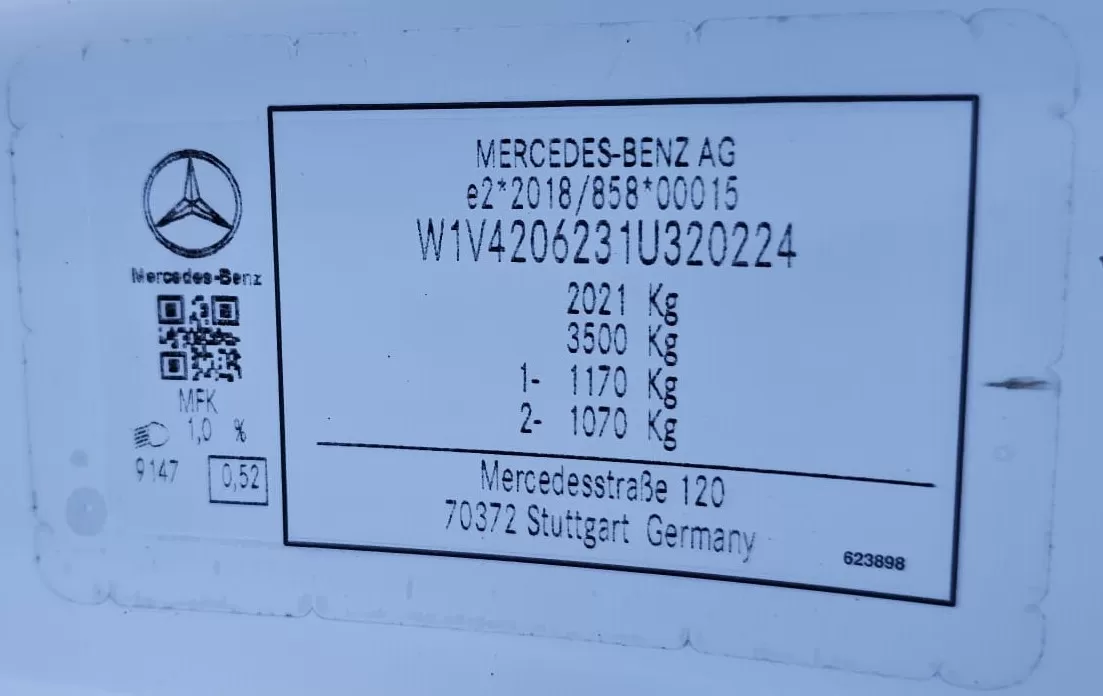 Mercedes-Benz
MFK
1,0 %
9147
0,52
MERCEDES-BENZ AG
e2*2018/858*00015
W1V4206231U320224
2021 Kg
3500 Kg
1- 1170 Kg
2- 1070 Kg
Mercedesstraße 120
70372 Stuttgart Germany
623898